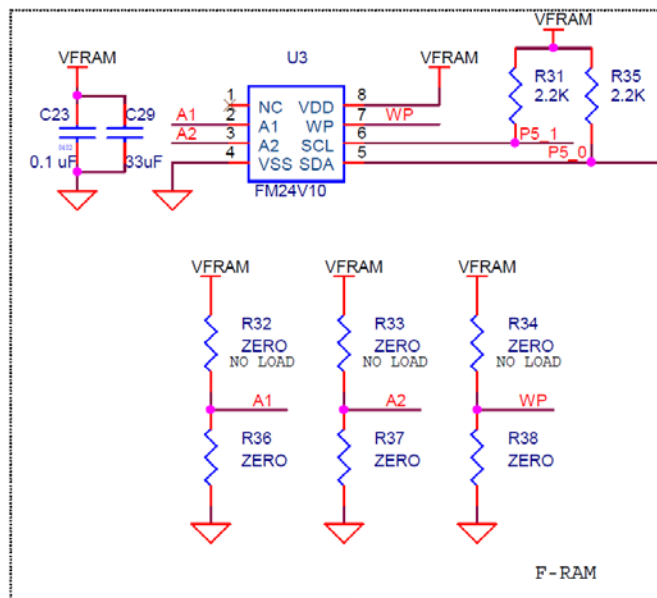 VFRAM
C23
C29
0.1 uF
33uF
U3
1
NC
VDD
8
A1
2
A1
WP
7
WP
A2
3
A2
SCL
6
4
VSS
SDA
5
FM24V10
VFRAM
VFRAM
R31
2.2K
R35
2.2K
P5_1
P5_0
VFRAM
R32
ZERO
NO LOAD
A1
R36
ZERO
VFRAM
R33
ZERO
NO LOAD
A2
R37
ZERO
VFRAM
R34
ZERO
NO LOAD
WP
R38
ZERO
F-RAM